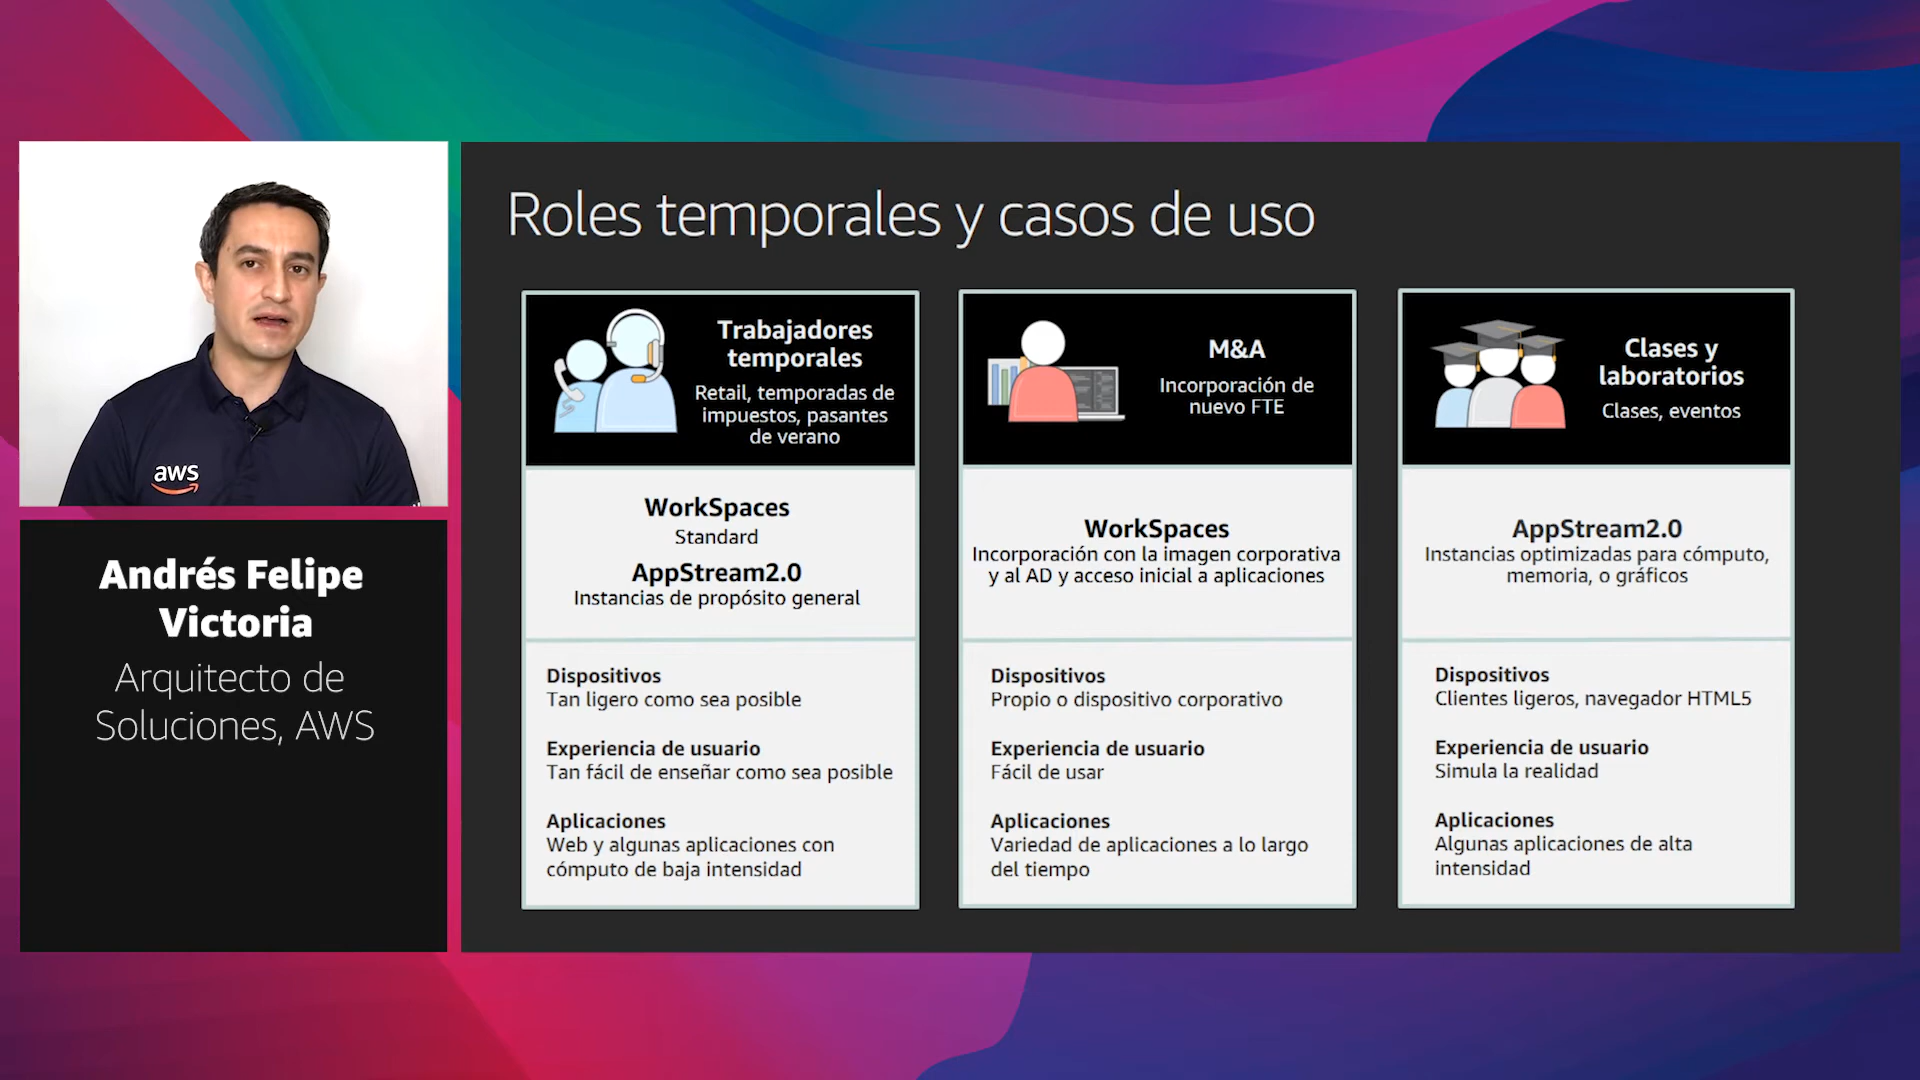 aws
Andrés Felipe
Victoria
Arquitecto de
Soluciones, AWS
Roles temporales y casos de uso
Trabajadores
temporales
Retail, temporadas de
impuestos, pasantes
de verano
WorkSpaces
Standard
AppStream2.0
Instancias de propósito general
Dispositivos
Tan ligero como sea posible
Experiencia de usuario
Tan fácil de enseñar como sea posible
Aplicaciones
Web y algunas aplicaciones con
cómputo de baja intensidad
M&A
Incorporación de
nuevo FTE
WorkSpaces
Incorporación con la imagen corporativa
y al AD y acceso inicial a aplicaciones
Dispositivos
Propio o dispositivo corporativo
Experiencia de usuario
Fácil de usar
Aplicaciones
Variedad de aplicaciones a lo largo
del tiempo
Clases y
laboratorios
Clases, eventos
AppStream2.0
Instancias optimizadas para cómputo,
memoria, o gráficos
Dispositivos
Clientes ligeros, navegador HTML5
Experiencia de usuario
Simula la realidad
Aplicaciones
Algunas aplicaciones de alta
intensidad